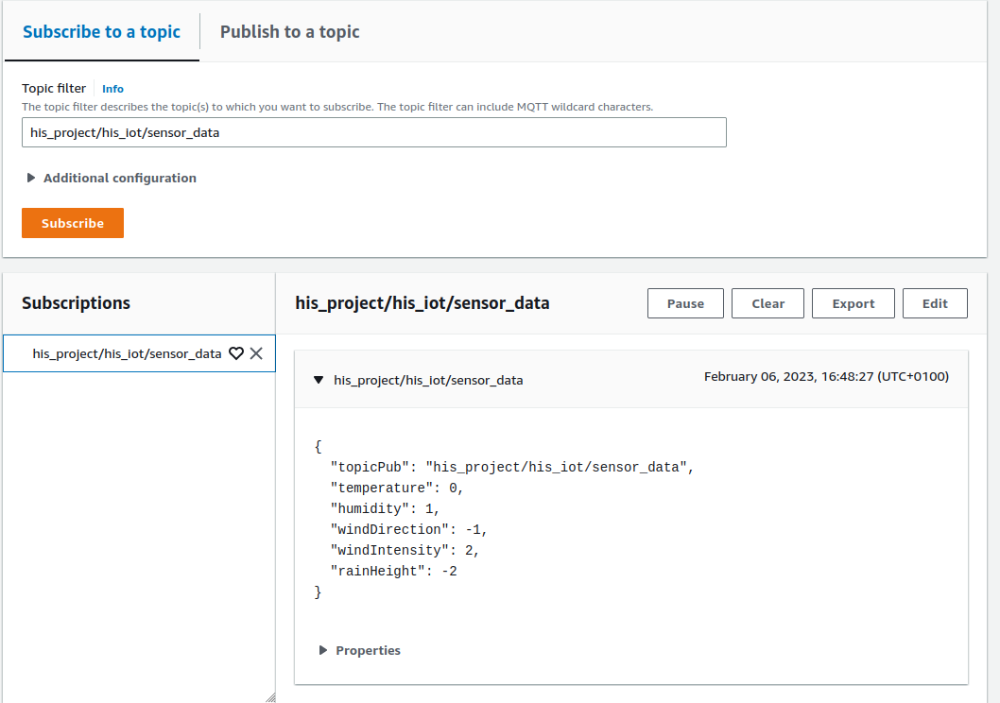 Subscribe to a topic
Publish to a topic
Topic filter
Info
The topic filter describes the topic(s) to which you want to subscribe. The topic filter can include MQTT wildcard characters.
his_project/his_iot/sensor_data
Additional configuration
Subscribe
Subscriptions
his_project/his_iot/sensor_data
Pause
Clear
Export
Edit
his_project/his_iot/sensor_data
his_project/his_iot/sensor_data
February 06, 2023, 16:48:27 (UTC+0100)
{
"topicPub": "his_project/his_iot/sensor_data",
"temperature": 0,
"humidity": 1,
"windDirection": -1,
"windIntensity": 2,
"rainHeight": -2
}
Properties